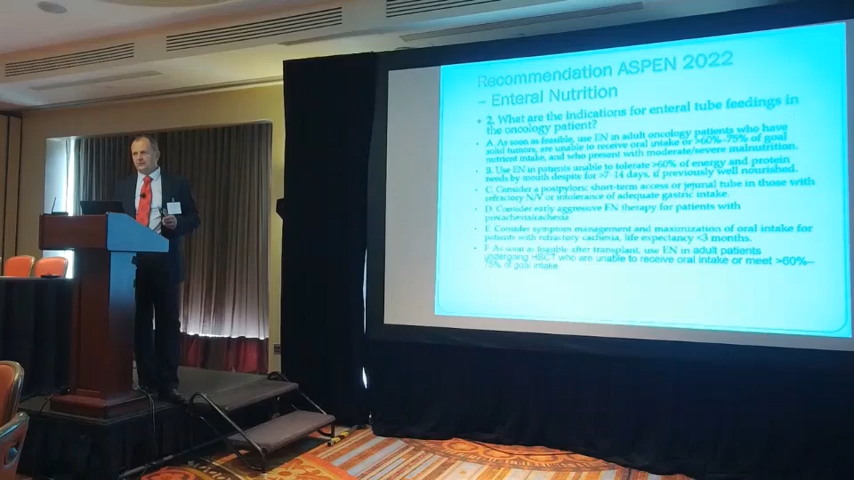 Recommendation ASPEN 2022
– Enteral Nutrition
• 2. What are the indications for enteral tube feedings in
the oncology patient?
• A. As soon as feasible, use EN in adult oncology patients who have
solid tumors, are unable to receive oral intake or >60%–75% of goal
nutrient intake, and who present with moderate/severe malnutrition.
• B. Use EN in patients unable to tolerate >60% of energy and protein
needs by mouth despite for >7–14 days, if previously well nourished.
• C. Consider a postpyloric short-term access or jejunal tube in those with
refractory N/V or intolerance of adequate gastric intake.
• D. Consider early aggressive EN therapy for patients with
precachexia/cachexia
• E. Consider symptom management and maximization of oral intake for
patients with refractory cachexia, life expectancy <3 months.
• F. As soon as feasible after transplant, use EN in adult patients
undergoing HSCT who are unable to receive oral intake or meet >60%–
75% of goal intake